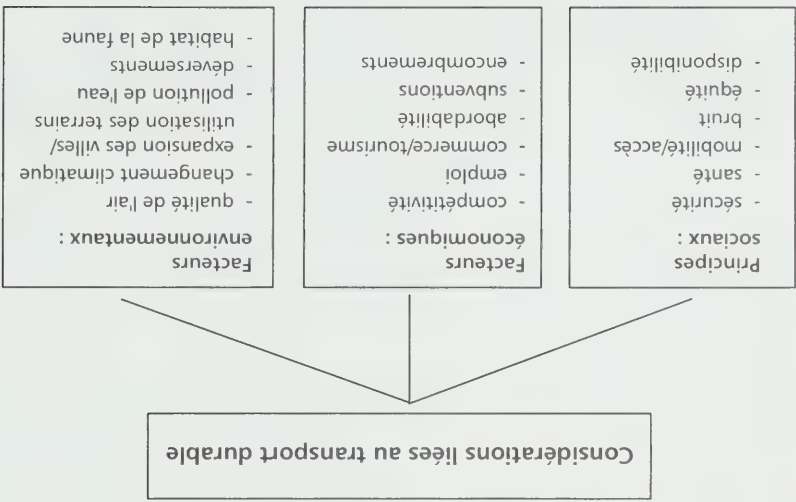 Considérations liées au transport durable
Principes
sociaux :
- sécurité
- santé
- mobilité/accès
- bruit
- équité
- disponibilité
Facteurs
économiques :
- compétitivité
- emploi
- commerce/tourisme
- abordabilité
- subventions
- encombrements
Facteurs
environnementaux :
- qualité de l'air
- changement climatique
- expansion des villes/
utilisation des terrains
- pollution de l'eau
- déversements
- habitat de la faune